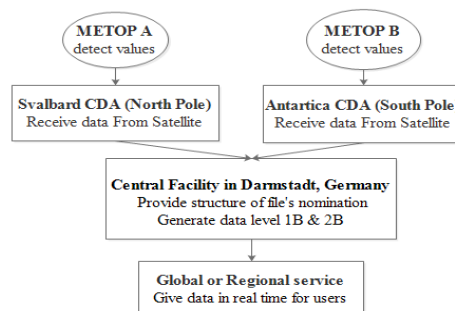 METOP A
detect values
METOP B
detect values
Svalbard CDA (North Pole)
Receive data From Satellite
Antartica CDA (South Pole
Receive data From Satellite
Central Facility in Darmstadt, Germany
Provide structure of file's nomination
Generate data level 1B & 2B
Global or Regional service
Give data in real time for users